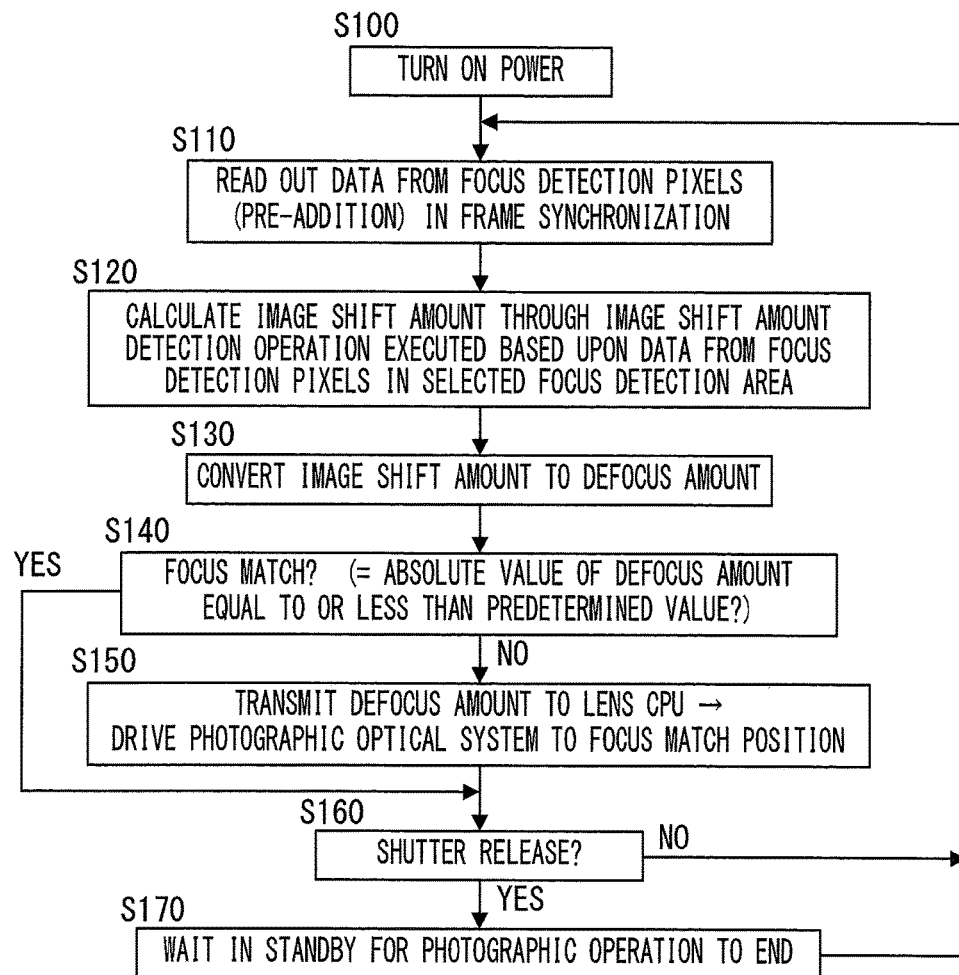 S100
TURN ON POWER
S110
READ OUT DATA FROM FOCUS DETECTION PIXELS
(PRE-ADDITION) IN FRAME SYNCHRONIZATION
S120
CALCULATE IMAGE SHIFT AMOUNT THROUGH IMAGE SHIFT AMOUNT
DETECTION OPERATION EXECUTED BASED UPON DATA FROM FOCUS
DETECTION PIXELS IN SELECTED FOCUS DETECTION AREA
S130
CONVERT IMAGE SHIFT AMOUNT TO DEFOCUS AMOUNT
S140
YES
FOCUS MATCH? (= ABSOLUTE VALUE OF DEFOCUS AMOUNT
EQUAL TO OR LESS THAN PREDETERMINED VALUE?)
NO
S150
TRANSMIT DEFOCUS AMOUNT TO LENS CPU →
DRIVE PHOTOGRAPHIC OPTICAL SYSTEM TO FOCUS MATCH POSITION
S160
SHUTTER RELEASE?
NO
YES
S170
WAIT IN STANDBY FOR PHOTOGRAPHIC OPERATION TO END